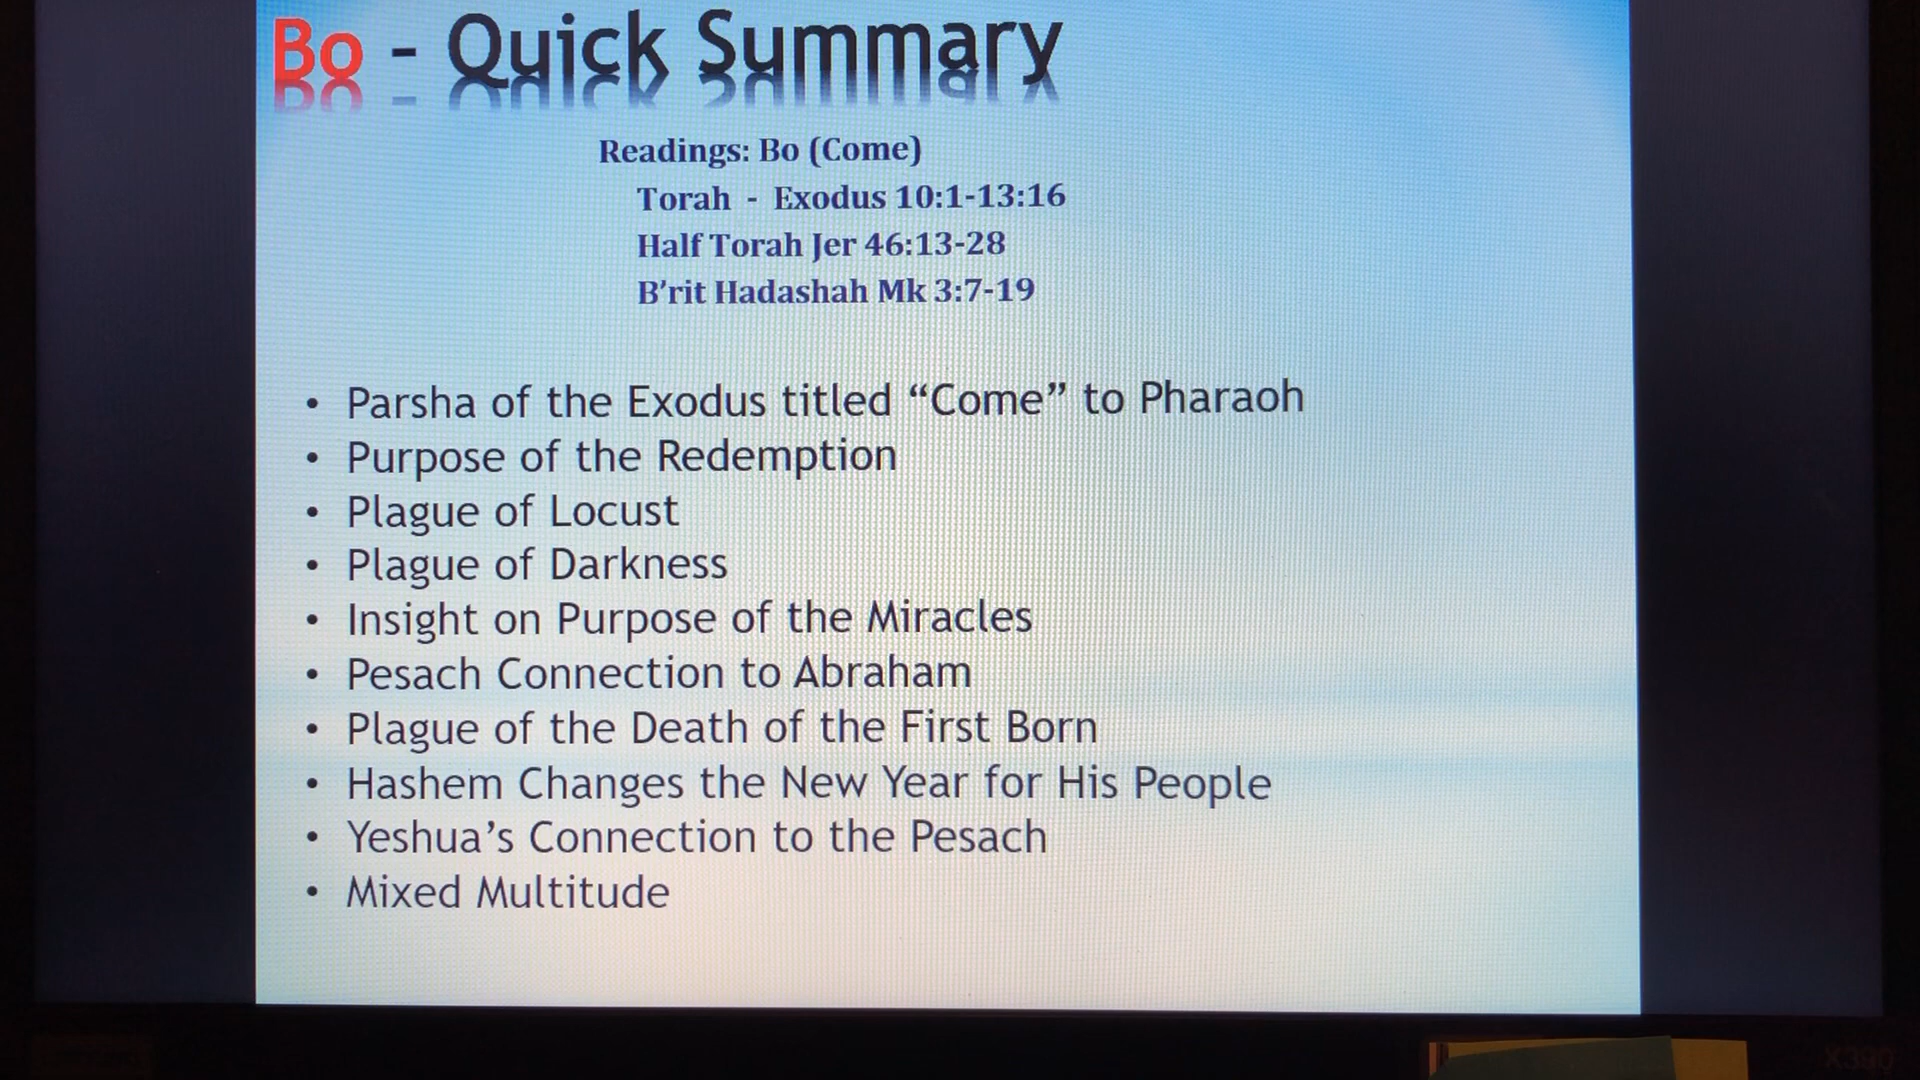 Bo - Quick Summary
Readings: Bo (Come)
Torah - Exodus 10:1-13:16
Half Torah Jer 46:13-28
B’rit Hadashah Mk 3:7-19
• Parsha of the Exodus titled “Come” to Pharaoh
• Purpose of the Redemption
• Plague of Locust
• Plague of Darkness
• Insight on Purpose of the Miracles
• Pesach Connection to Abraham
• Plague of the Death of the First Born
• Hashem Changes the New Year for His People
• Yeshua’s Connection to the Pesach
• Mixed Multitude
X390